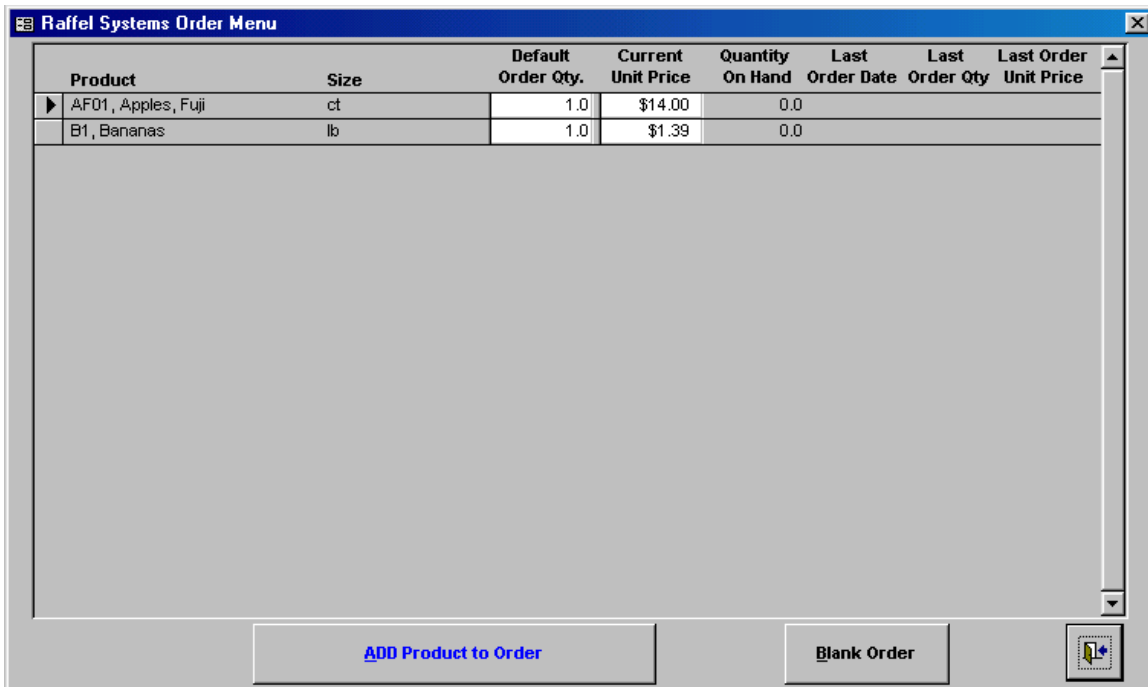 Raffel Systems Order Menu
Default Current Quantity Last Last Last Order
Product Size Order Qty. Unit Price On Hand Order Date Order Qty Unit Price
AF01, Apples, Fuji ct 1.0 $14.00 0.0
B1, Bananas lb 1.0 $1.39 0.0
ADD Product to Order Blank Order